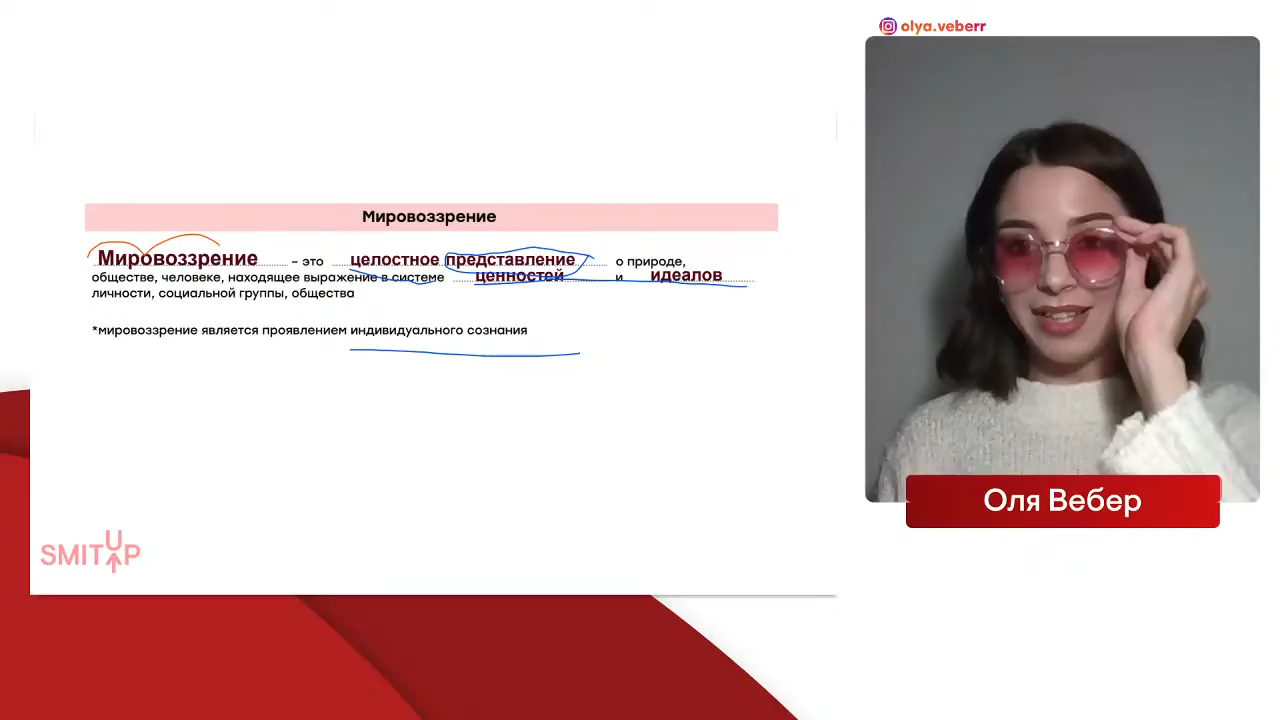 olya.veberr
Мировоззрение
Мировоззрение – это целостное представление о природе,
обществе, человеке, находящее выражение в системе ценностей и идеалов
личности, социальной группы, общества
*мировоззрение является проявлением индивидуального сознания
Оля Вебер
SMITUP